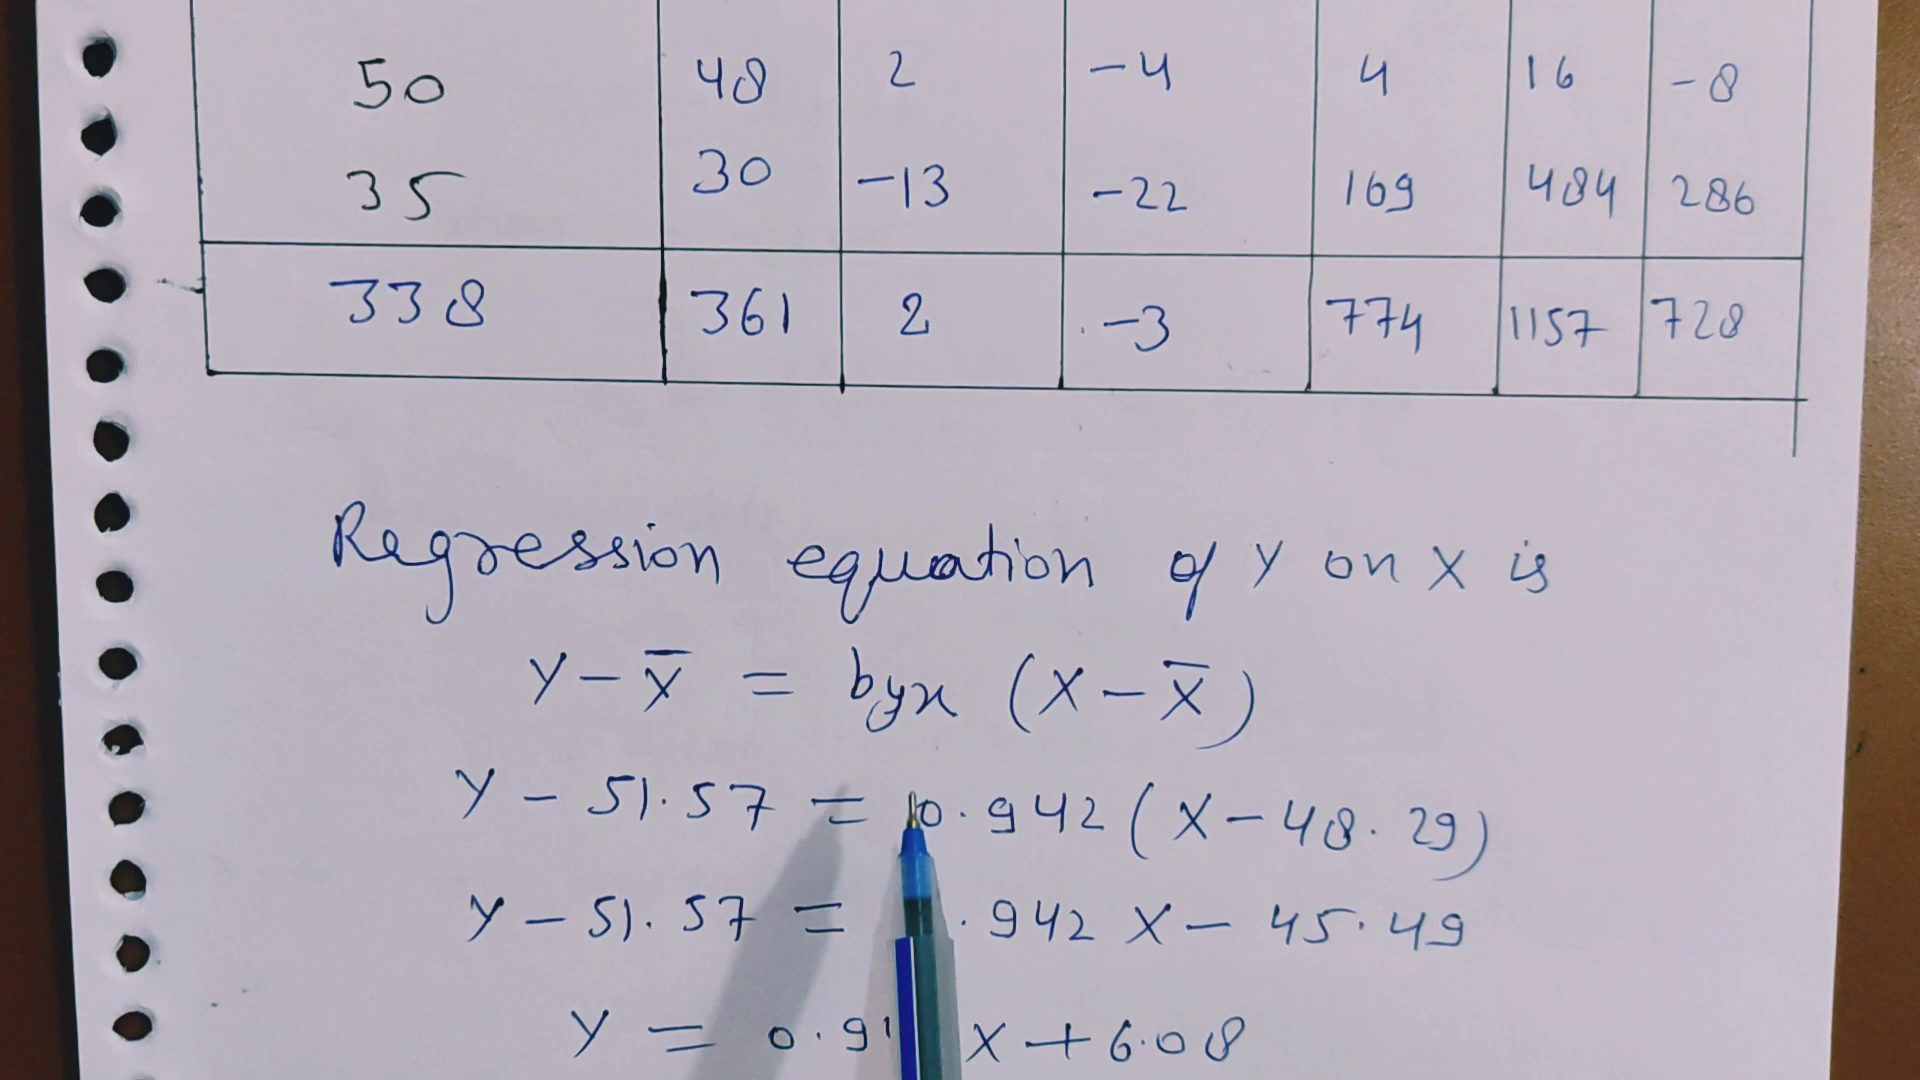 50 48 2 -4 4 16 -8
35 30 -13 -22 169 484 286
338 361 2 -3 774 1157 728
Regression equation of Y on X is
Y - X̅ = byx (X - X̅)
Y - 51.57 = 0.942 (X - 48.29)
Y - 51.57 = .942 X - 45.49
Y = 0.9 X + 6.08